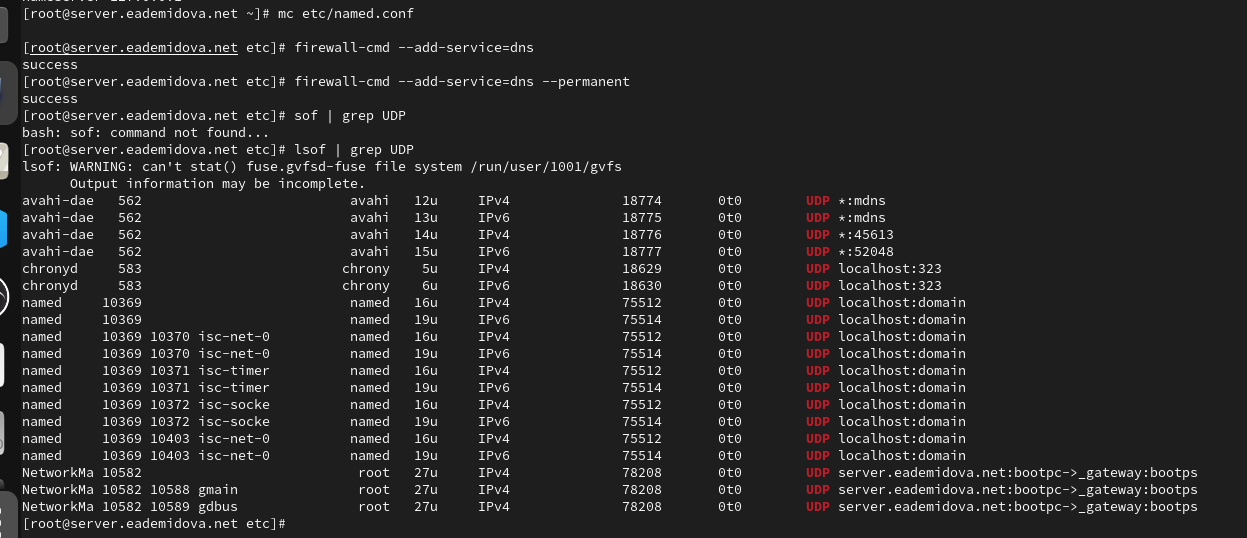 [root@server.eademidova.net ~]# mc etc/named.conf
[root@server.eademidova.net etc]# firewall-cmd --add-service=dns
success
[root@server.eademidova.net etc]# firewall-cmd --add-service=dns --permanent
success
[root@server.eademidova.net etc]# sof | grep UDP
bash: sof: command not found...
[root@server.eademidova.net etc]# lsof | grep UDP
lsof: WARNING: can't stat() fuse.gvfsd-fuse file system /run/user/1001/gvfs
      Output information may be incomplete.
avahi-dae   562                          avahi   12u     IPv4              18774       0t0        UDP *:mdns
avahi-dae   562                          avahi   13u     IPv6              18775       0t0        UDP *:mdns
avahi-dae   562                          avahi   14u     IPv4              18776       0t0        UDP *:45613
avahi-dae   562                          avahi   15u     IPv6              18777       0t0        UDP *:52048
chronyd     583                         chrony    5u     IPv4              18629       0t0        UDP localhost:323
chronyd     583                         chrony    6u     IPv6              18630       0t0        UDP localhost:323
named     10369                          named   16u     IPv4              75512       0t0        UDP localhost:domain
named     10369                          named   19u     IPv6              75514       0t0        UDP localhost:domain
named     10369 10370 isc-net-0          named   16u     IPv4              75512       0t0        UDP localhost:domain
named     10369 10370 isc-net-0          named   19u     IPv6              75514       0t0        UDP localhost:domain
named     10369 10371 isc-timer          named   16u     IPv4              75512       0t0        UDP localhost:domain
named     10369 10371 isc-timer          named   19u     IPv6              75514       0t0        UDP localhost:domain
named     10369 10372 isc-socke          named   16u     IPv4              75512       0t0        UDP localhost:domain
named     10369 10372 isc-socke          named   19u     IPv6              75514       0t0        UDP localhost:domain
named     10369 10403 isc-net-0          named   16u     IPv4              75512       0t0        UDP localhost:domain
named     10369 10403 isc-net-0          named   19u     IPv6              75514       0t0        UDP localhost:domain
NetworkMa 10582                           root   27u     IPv4              78208       0t0        UDP server.eademidova.net:bootpc->_gateway:bootps
NetworkMa 10582 10588 gmain               root   27u     IPv4              78208       0t0        UDP server.eademidova.net:bootpc->_gateway:bootps
NetworkMa 10582 10589 gdbus               root   27u     IPv4              78208       0t0        UDP server.eademidova.net:bootpc->_gateway:bootps
[root@server.eademidova.net etc]#